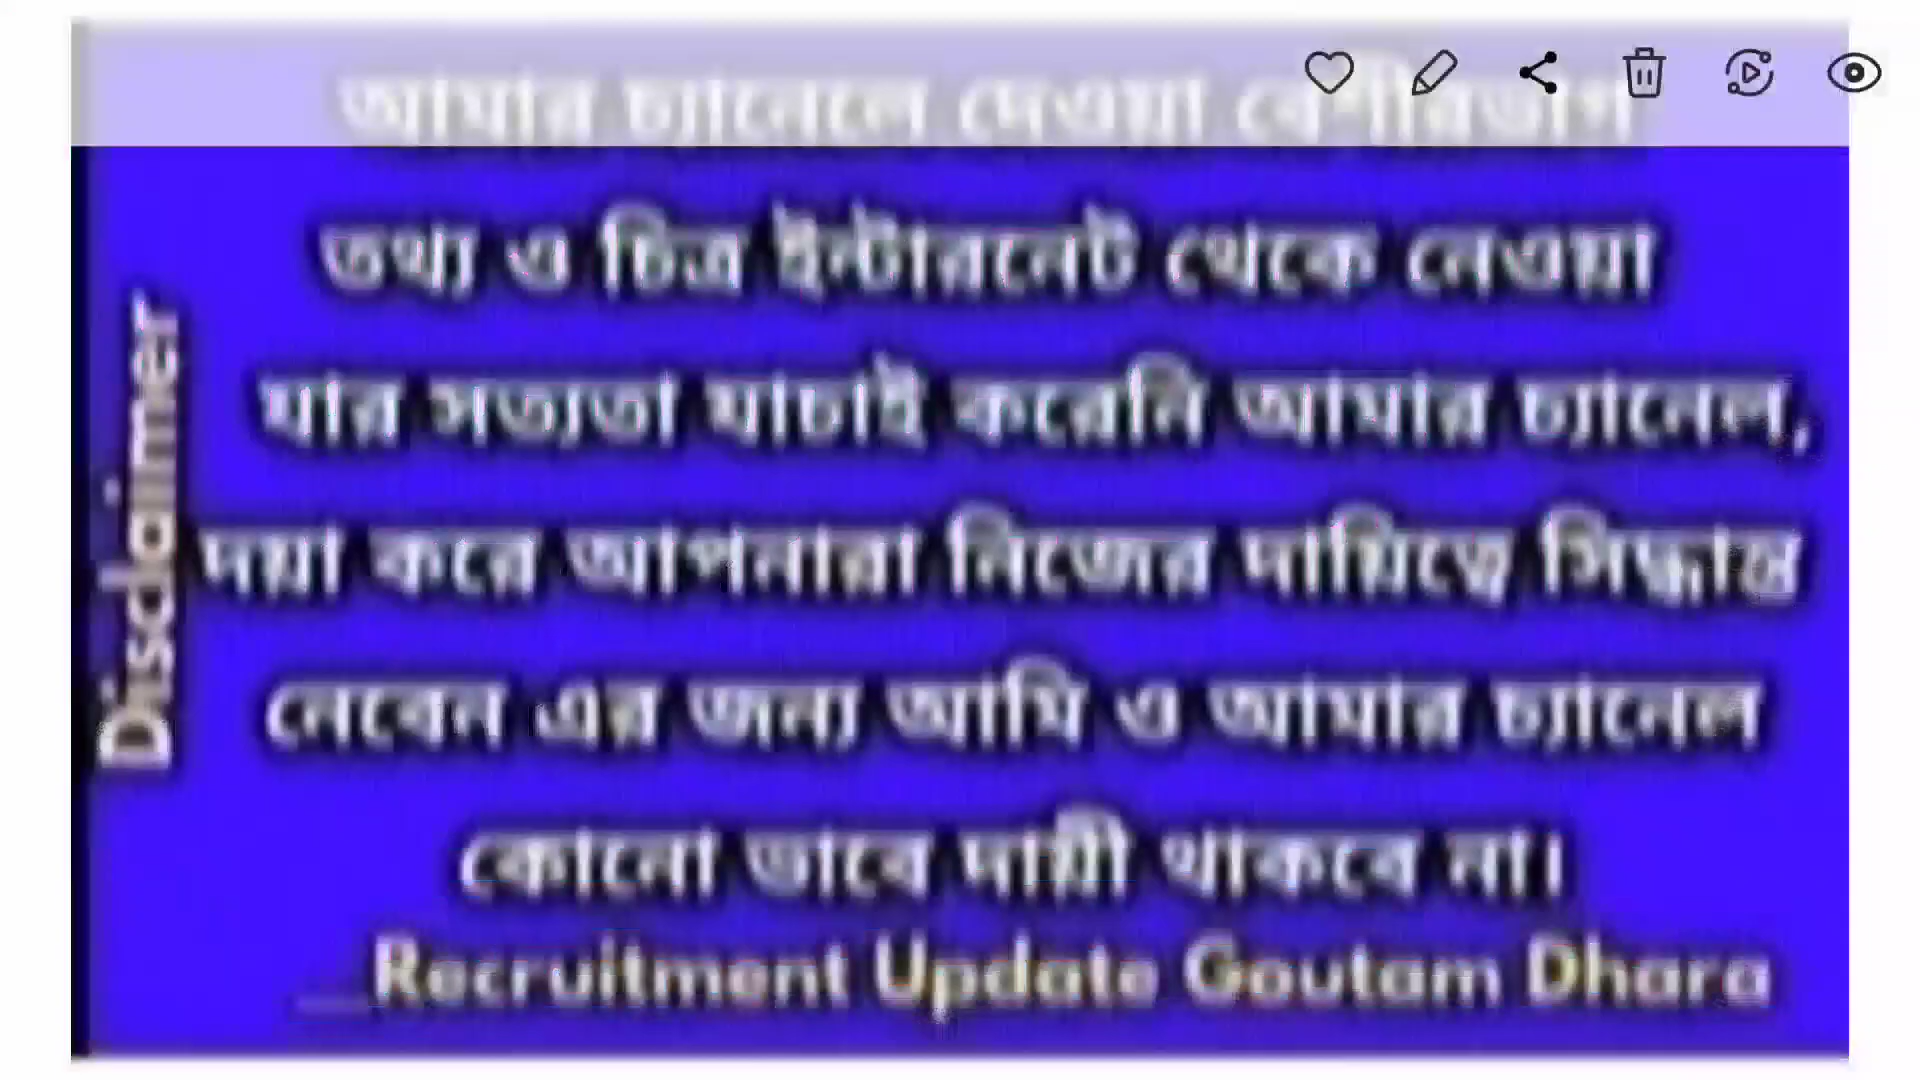 Disclaimer
আমার চ্যানেলে দেওয়া বেশীরভাগ
তথ্য ও চিত্র ইন্টারনেট থেকে নেওয়া
যার সত্যতা যাচাই করেনি আমার চ্যানেল,
দয়া করে আপনারা নিজের দায়িত্বে সিদ্ধান্ত
নেবেন এর জন্য আমি ও আমার চ্যানেল
কোনো ভাবে দায়ী থাকবে না।
__Recruitment Update Goutam Dhara